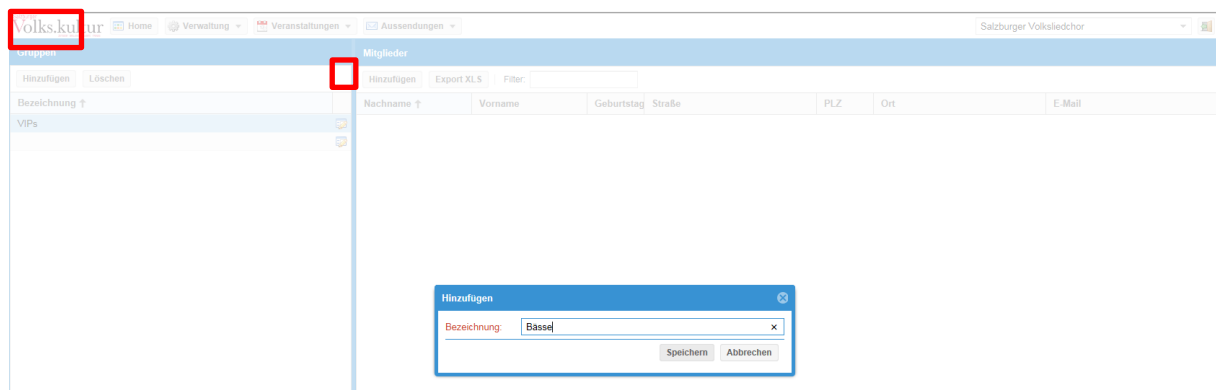 Volks.kultur Home Verwaltung Veranstaltungen Aussendungen Salzburger Volksliedchor
Gruppen Mitglieder
Hinzufügen Löschen Hinzufügen Export XLS Filter:
Bezeichnung ↑ Nachname ↑ Vorname Geburtstag Straße PLZ Ort E-Mail
VIPs
Hinzufügen
Bezeichnung: Bässe
Speichern Abbrechen